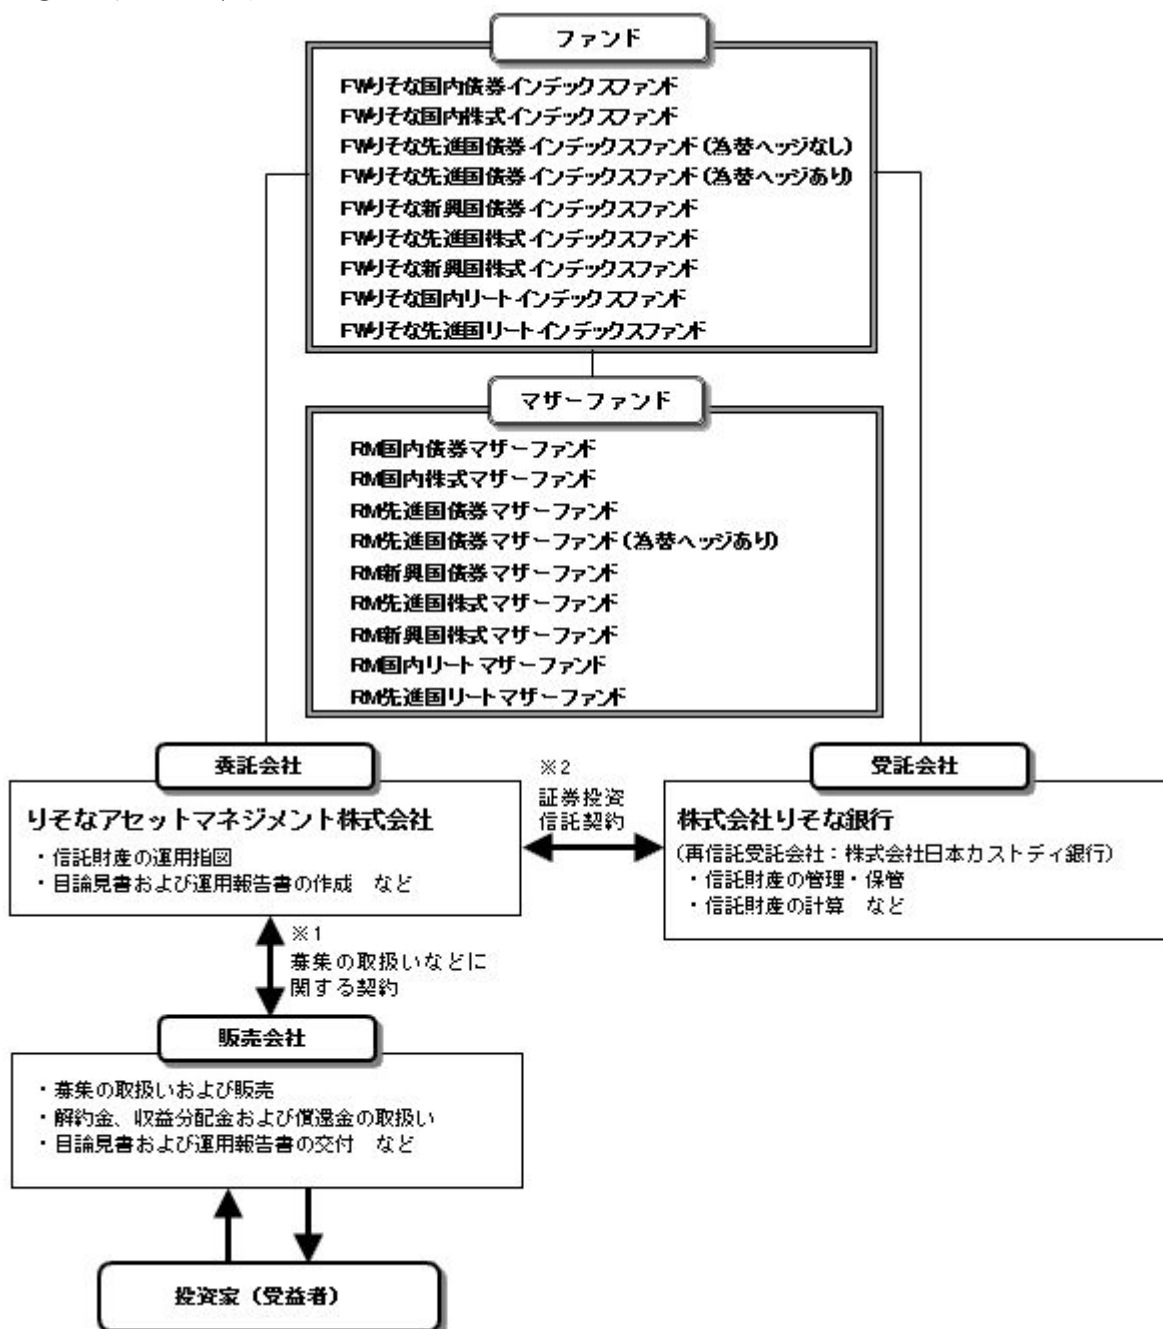 ファンド
FWりそな国内債券インデックスファンド
FWりそな国内株式インデックスファンド
FWりそな先進国債券インデックスファンド(為替ヘッジなし)
FWりそな先進国債券インデックスファンド(為替ヘッジあり)
FWりそな新興国債券インデックスファンド
FWりそな先進国株式インデックスファンド
FWりそな新興国株式インデックスファンド
FWりそな国内リートインデックスファンド
FWりそな先進国リートインデックスファンド
マザーファンド
RM国内債券マザーファンド
RM国内株式マザーファンド
RM先進国債券マザーファンド
RM先進国債券マザーファンド(為替ヘッジあり)
RM新興国債券マザーファンド
RM先進国株式マザーファンド
RM新興国株式マザーファンド
RM国内リートマザーファンド
RM先進国リートマザーファンド
委託会社
りそなアセットマネジメント株式会社
・信託財産の運用指図
・目論見書および運用報告書の作成 など
※2
証券投資
信託契約
受託会社
株式会社りそな銀行
(再信託受託会社:株式会社日本カストディ銀行)
・信託財産の管理・保管
・信託財産の計算 など
※1
募集の取扱いなどに
関する契約
販売会社
・募集の取扱いおよび販売
・解約金、収益分配金および償還金の取扱い
・目論見書および運用報告書の交付 など
投資家(受益者)